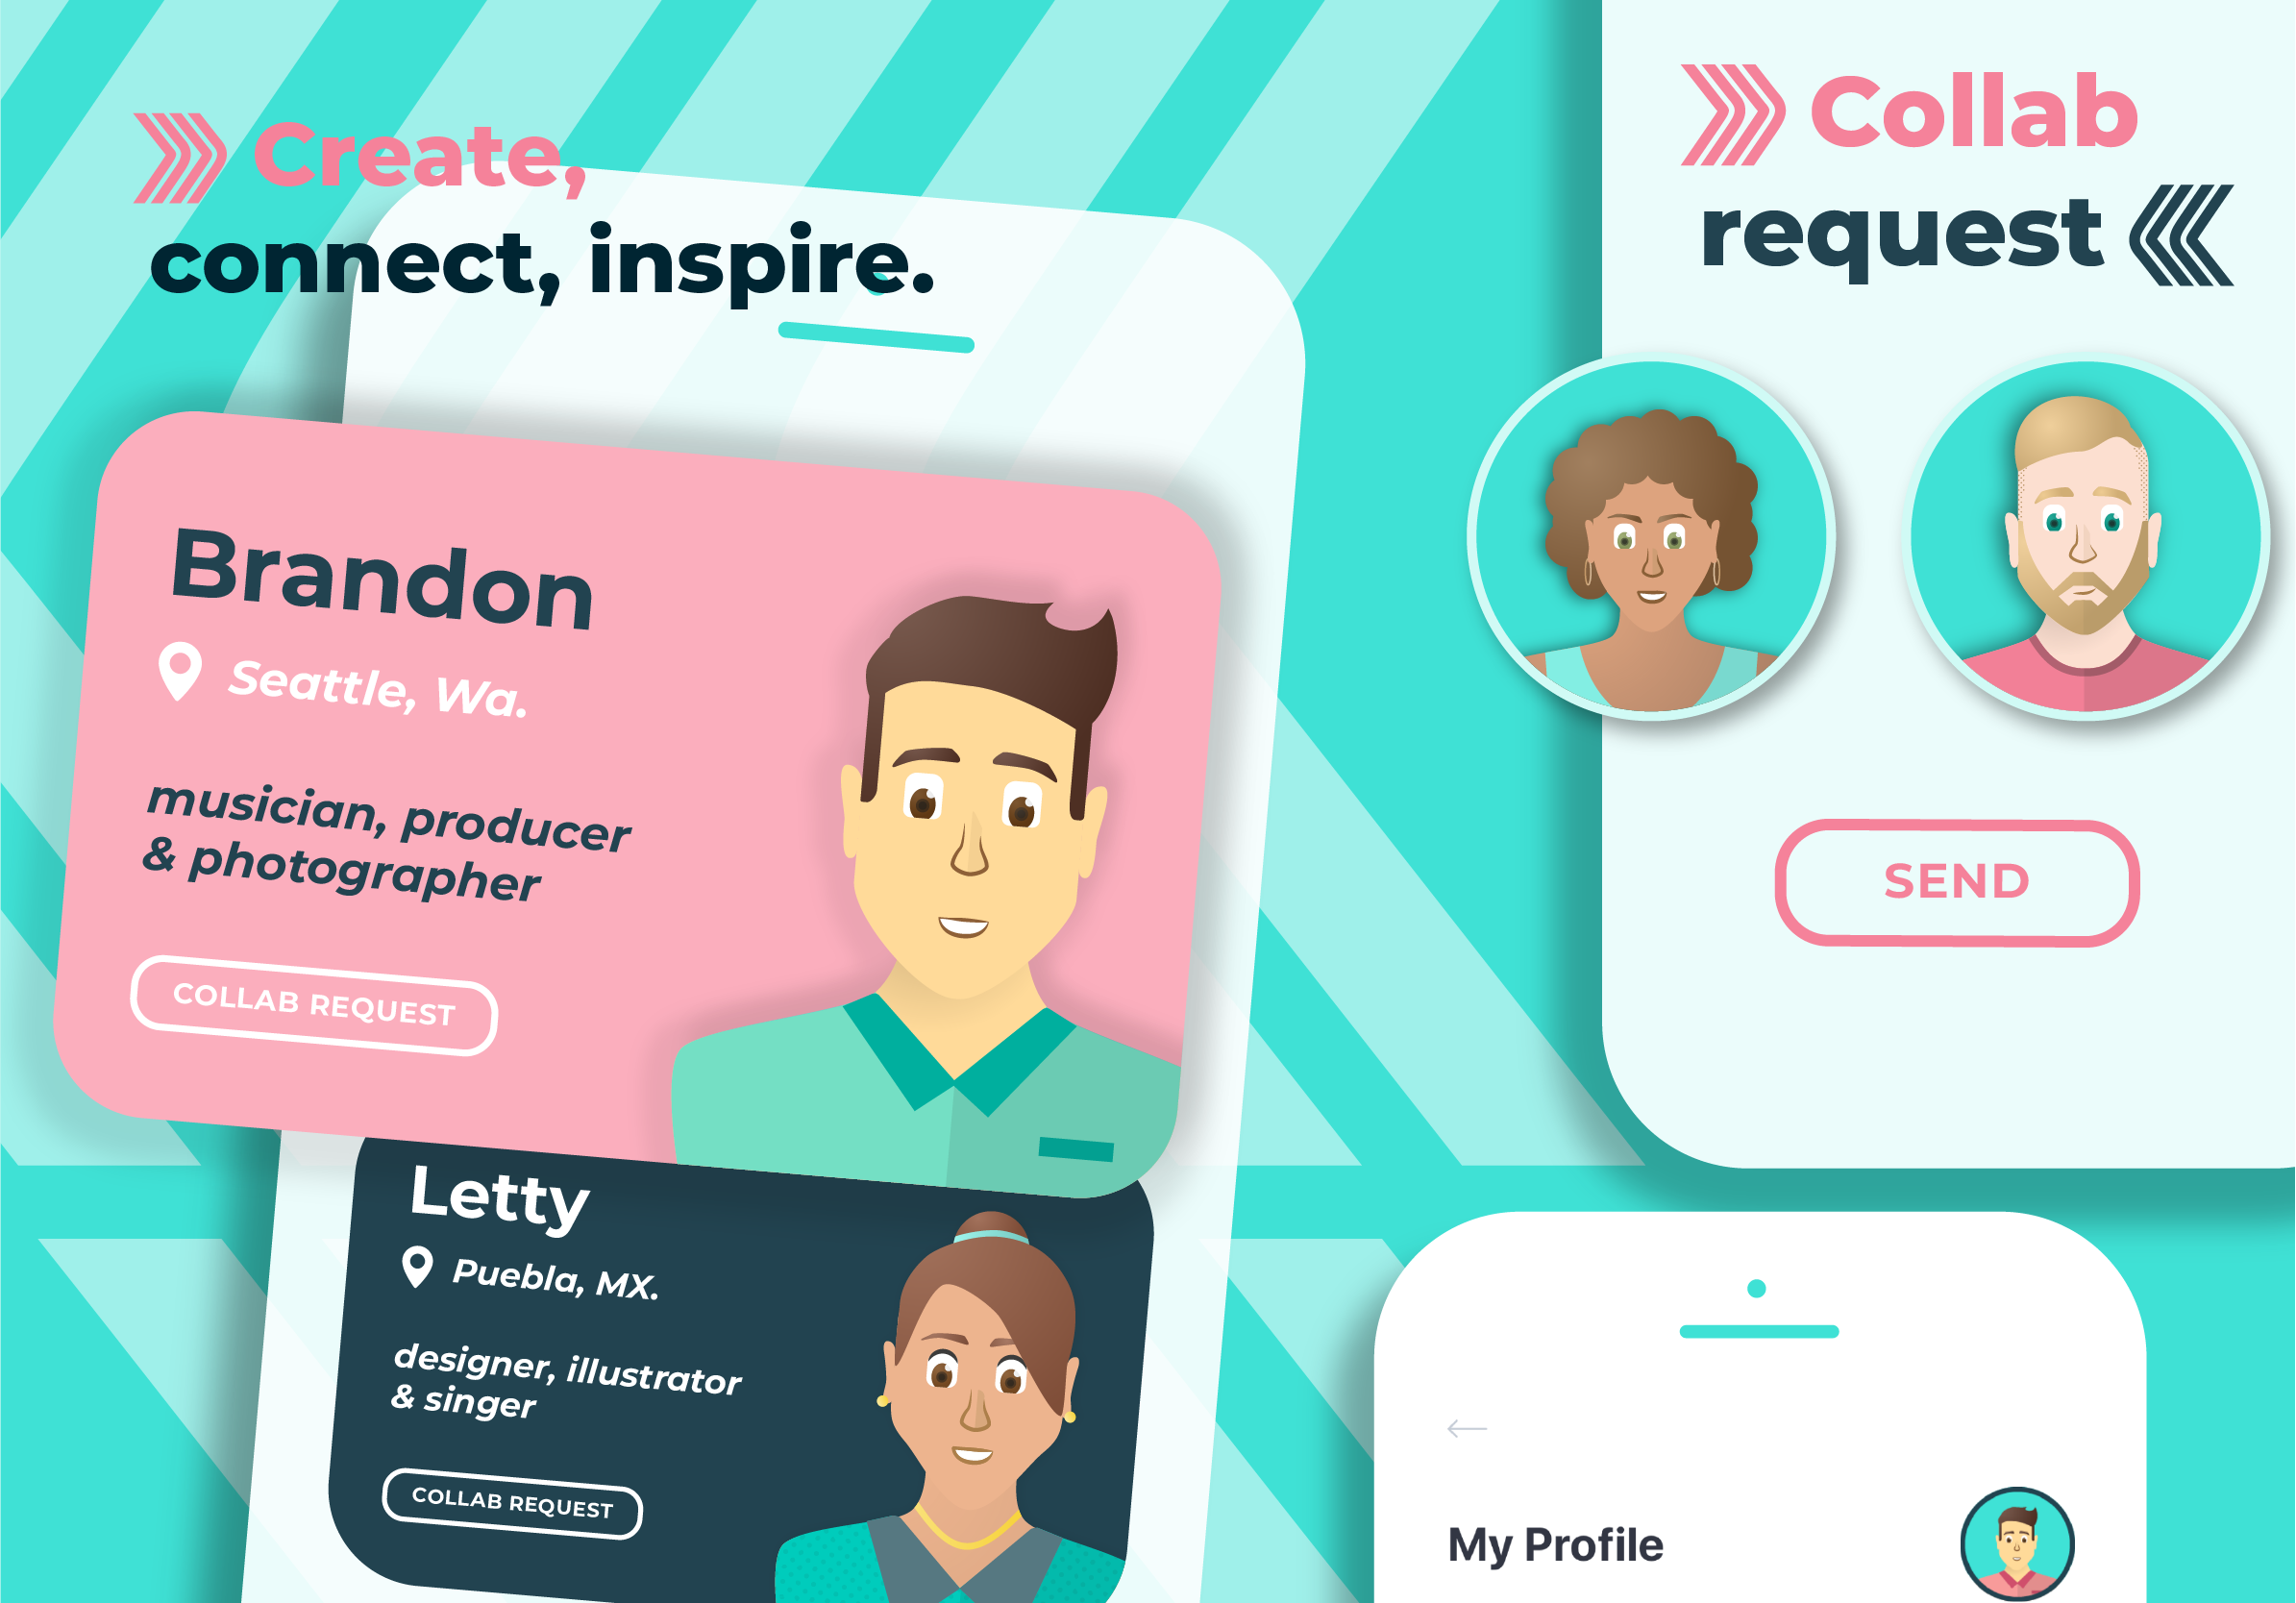 Create,
connect, inspire.
Brandon
Seattle, Wa.
musician, producer
& photographer
COLLAB REQUEST
Letty
Puebla, MX.
designer, illustrator
& singer
COLLAB REQUEST
Collab
request
SEND
My Profile